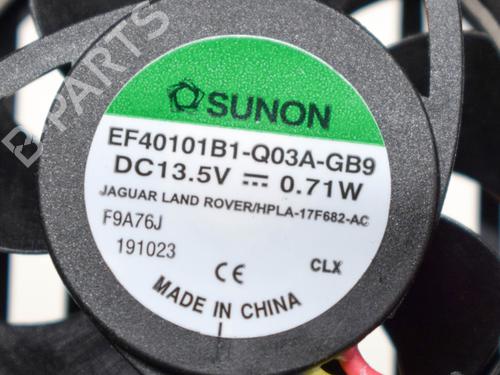 B-PARTS
SUNON
EF40101B1-Q03A-GB9
DC13.5V ⎓ 0.71W
JAGUAR LAND ROVER/HPLA-17F682-AC
F9A76J
191023
CE CLX
MADE IN CHINA